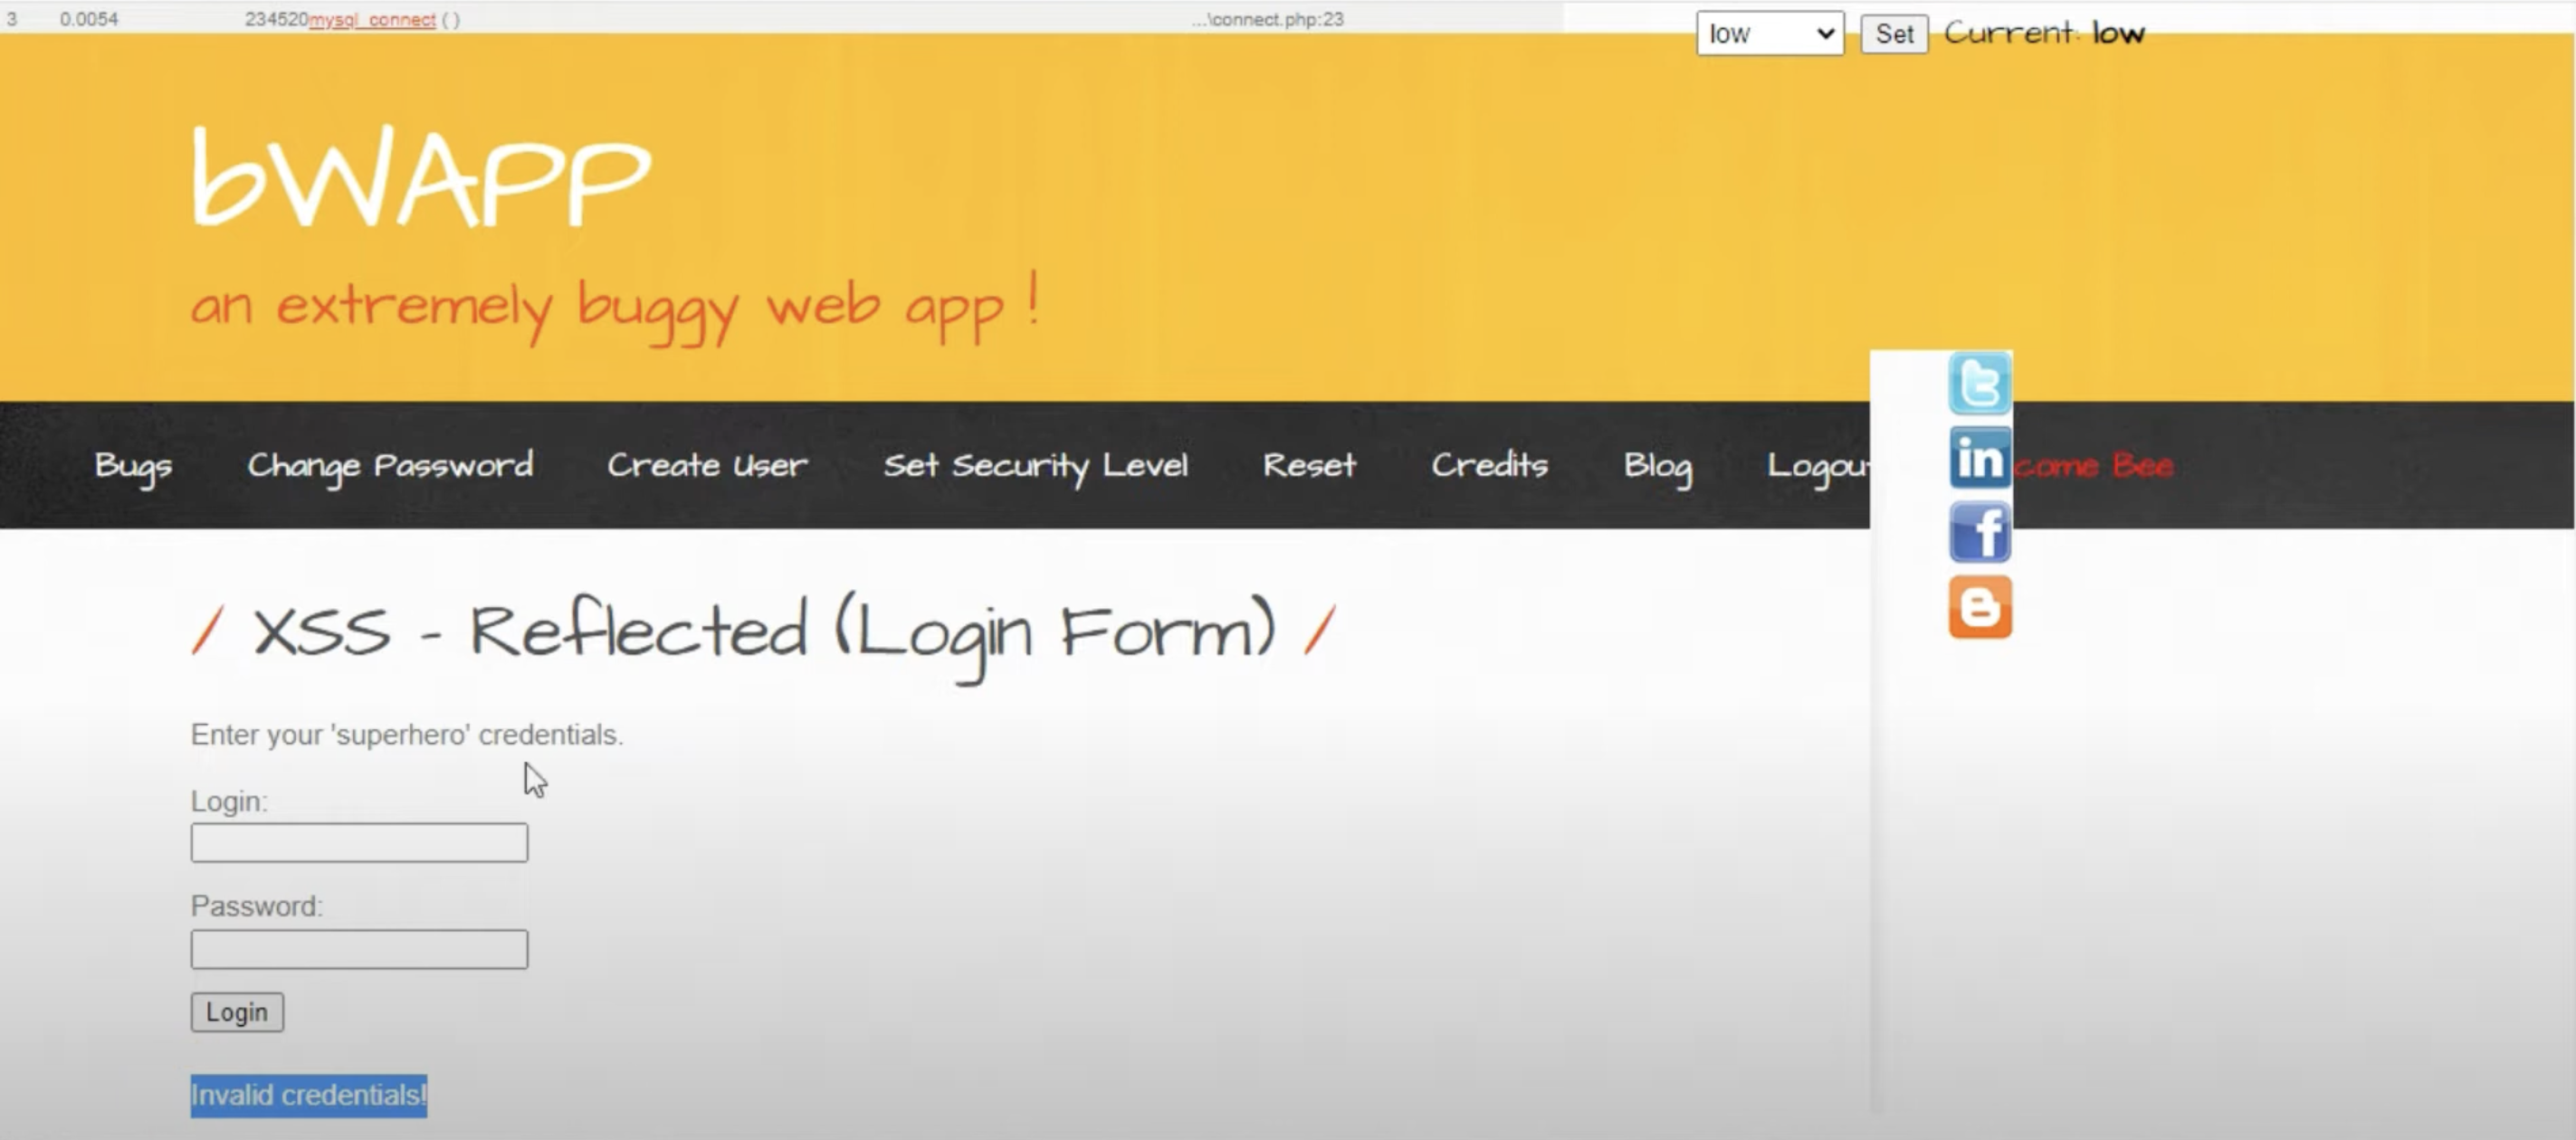 3 0.0054 234520mysql_connect ( ) ...\connect.php:23
low Set Current: low
bWAPP
an extremely buggy web app !
Bugs Change Password Create User Set Security Level Reset Credits Blog Logout come Bee
/ XSS - Reflected (Login Form) /
Enter your 'superhero' credentials.
Login:
Password:
Login
Invalid credentials!